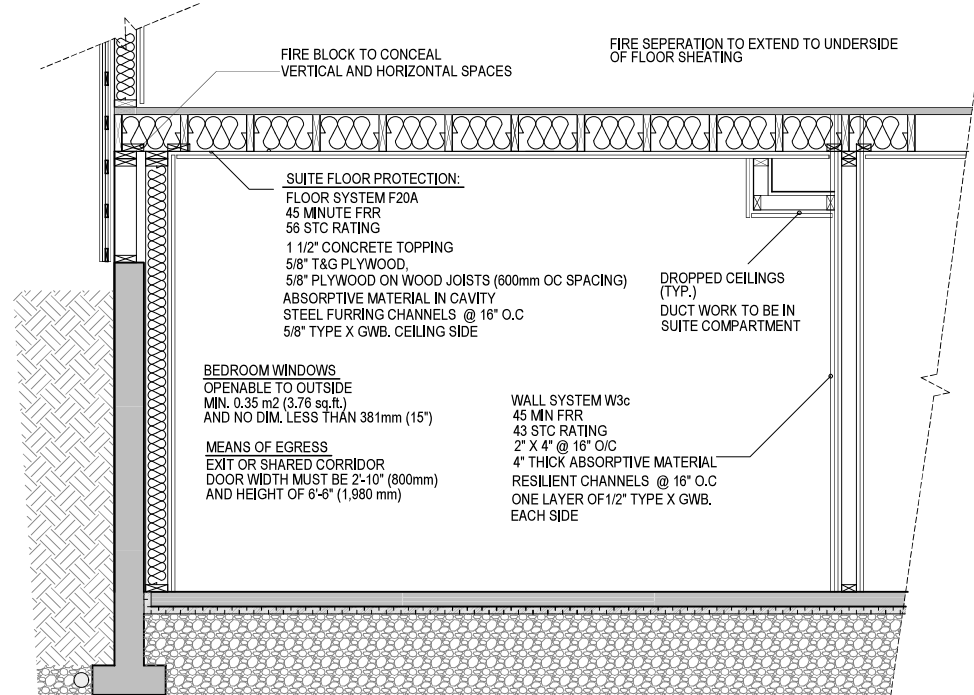 FIRE BLOCK TO CONCEAL
VERTICAL AND HORIZONTAL SPACES
FIRE SEPERATION TO EXTEND TO UNDERSIDE
OF FLOOR SHEATING
SUITE FLOOR PROTECTION:
FLOOR SYSTEM F20A
45 MINUTE FRR
56 STC RATING
1 1/2" CONCRETE TOPPING
5/8" T&G PLYWOOD,
5/8" PLYWOOD ON WOOD JOISTS (600mm OC SPACING)
ABSORPTIVE MATERIAL IN CAVITY
STEEL FURRING CHANNELS @ 16" O.C
5/8" TYPE X GWB. CEILING SIDE
DROPPED CEILINGS
(TYP.)
DUCT WORK TO BE IN
SUITE COMPARTMENT
BEDROOM WINDOWS
OPENABLE TO OUTSIDE
MIN. 0.35 m2 (3.76 sq.ft.)
AND NO DIM. LESS THAN 381mm (15")
MEANS OF EGRESS
EXIT OR SHARED CORRIDOR
DOOR WIDTH MUST BE 2'-10" (800mm)
AND HEIGHT OF 6'-6" (1,980 mm)
WALL SYSTEM W3c
45 MIN FRR
43 STC RATING
2" X 4" @ 16" O/C
4" THICK ABSORPTIVE MATERIAL
RESILIENT CHANNELS @ 16" O.C
ONE LAYER OF1/2" TYPE X GWB.
EACH SIDE